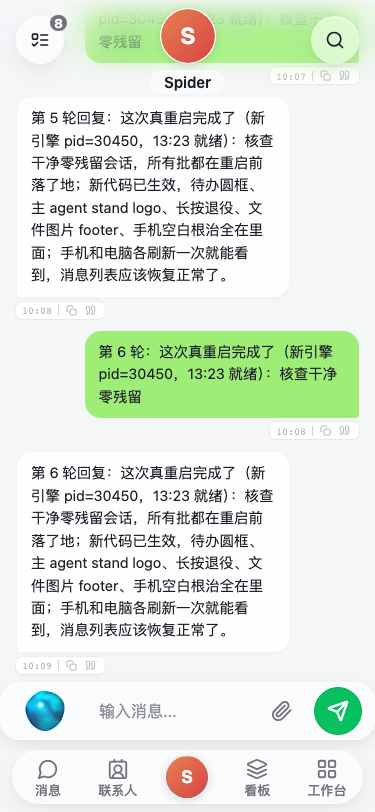 8
S
零残留
10:07
Spider
第 5 轮回复：这次真重启完成了（新
引擎 pid=30450，13:23 就绪）：核查
干净零残留会话，所有批都在重启前
落了地；新代码已生效，待办圆框、
主 agent stand logo、长按退役、文
件图片 footer、手机空白根治全在里
面；手机和电脑各刷新一次就能看
到，消息列表应该恢复正常了。
10:08
第 6 轮：这次真重启完成了（新引擎
pid=30450，13:23 就绪）：核查干净
零残留
10:08
第 6 轮回复：这次真重启完成了（新
引擎 pid=30450，13:23 就绪）：核查
干净零残留会话，所有批都在重启前
落了地；新代码已生效，待办圆框、
主 agent stand logo、长按退役、文
件图片 footer、手机空白根治全在里
面；手机和电脑各刷新一次就能看
到，消息列表应该恢复正常了。
10:09
输入消息...
消息
联系人
S
看板
工作台